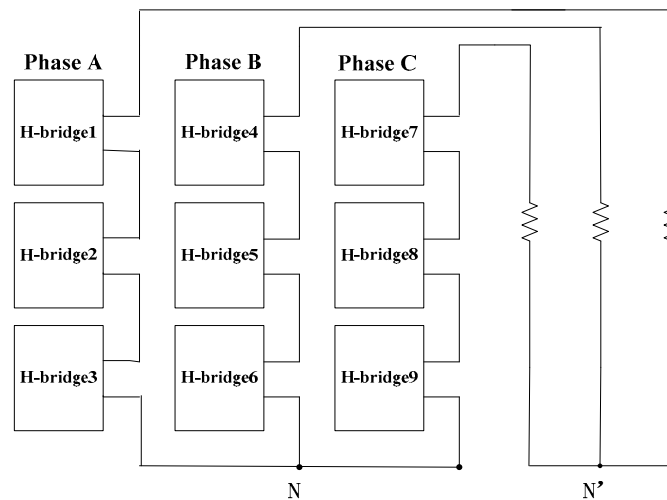 Phase A
Phase B
Phase C
H-bridge1
H-bridge4
H-bridge7
H-bridge2
H-bridge5
H-bridge8
H-bridge3
H-bridge6
H-bridge9
N
N’